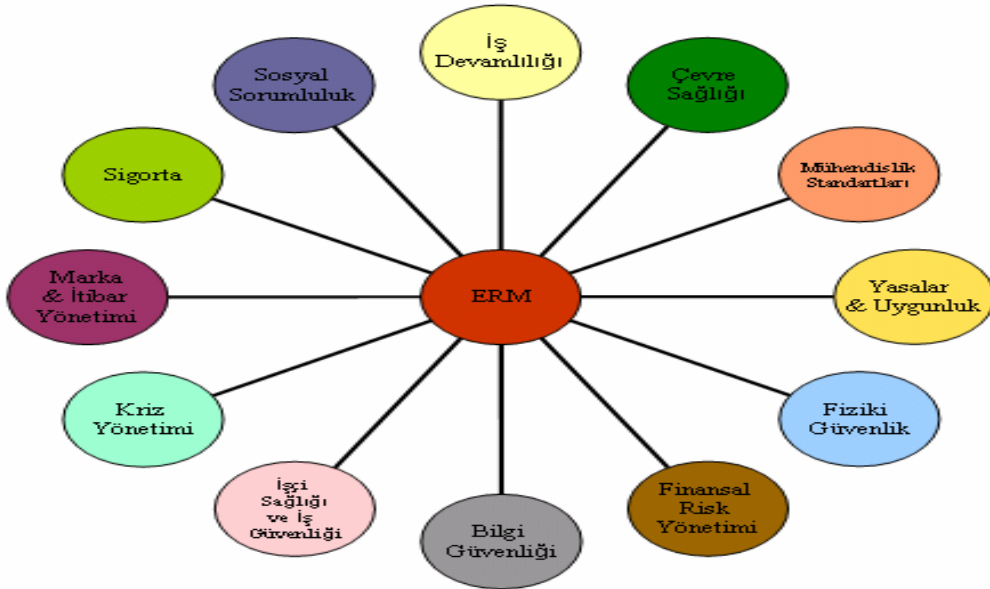 İş
Devamlılığı
Sosyal
Sorumluluk
Çevre
Sağlığı
Sigorta
Mühendislik
Standartları
Marka
& İtibar
Yönetimi
ERM
Yasalar
& Uygunluk
Kriz
Yönetimi
Fiziki
Güvenlik
İşçi
Sağlığı
ve İş
Güvenliği
Finansal
Risk
Yönetimi
Bilgi
Güvenliği